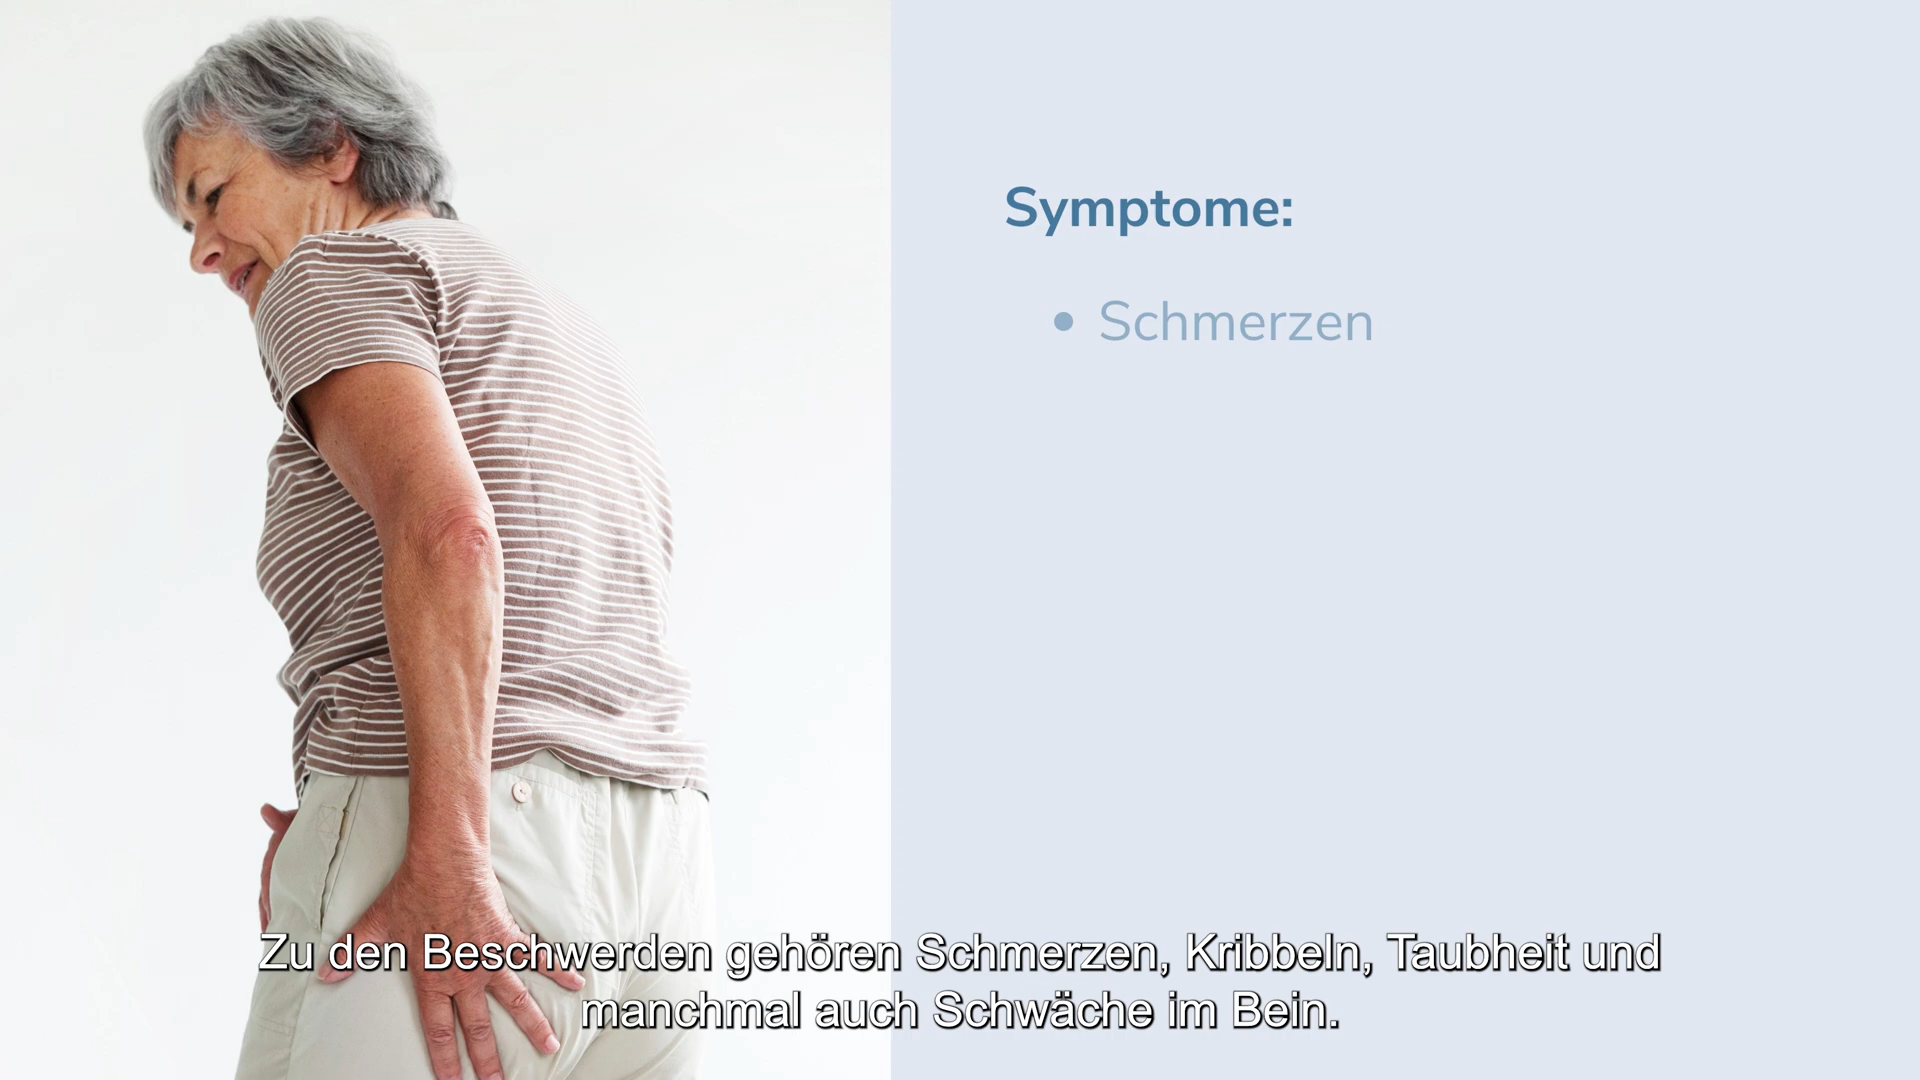 Symptome:
• Schmerzen
Zu den Beschwerden gehören Schmerzen, Kribbeln, Taubheit und
manchmal auch Schwäche im Bein.